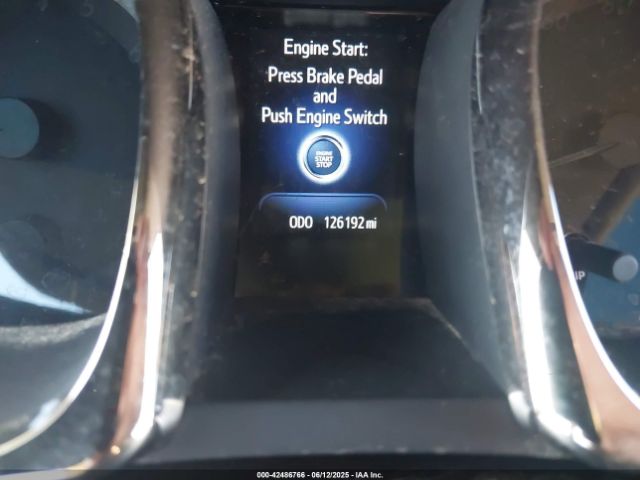 Engine Start:
Press Brake Pedal
and
Push Engine Switch
ENGINE
START
STOP
ODO 126192 mi
000-42486766 - 06/12/2025 - IAA Inc.